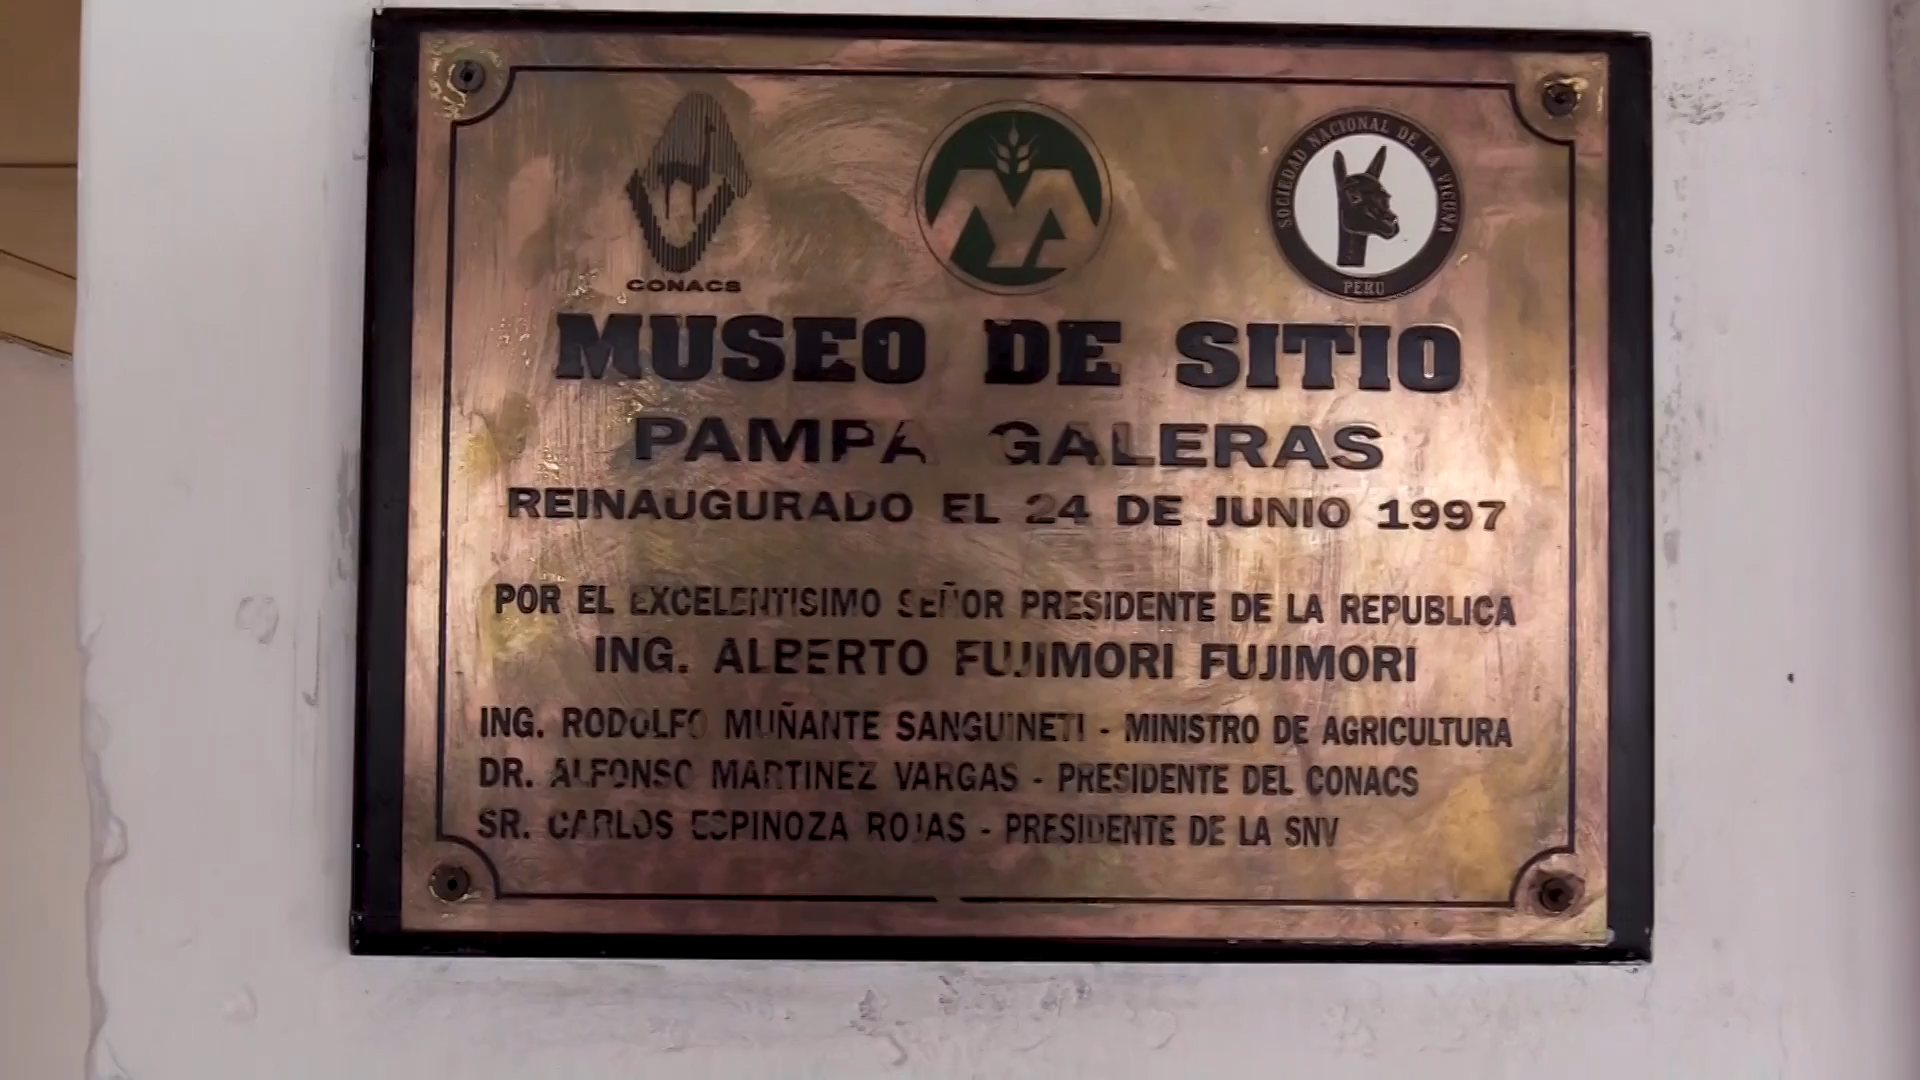 CONACS
SOCIEDAD NACIONAL DE LA VICUÑA
PERU
MUSEO DE SITIO
PAMPA GALERAS
REINAUGURADO EL 24 DE JUNIO 1997
POR EL EXCELENTISIMO SEÑOR PRESIDENTE DE LA REPUBLICA
ING. ALBERTO FUJIMORI FUJIMORI
ING. RODOLFO MUÑANTE SANGUINETI - MINISTRO DE AGRICULTURA
DR. ALFONSO MARTINEZ VARGAS - PRESIDENTE DEL CONACS
SR. CARLOS ESPINOZA ROJAS - PRESIDENTE DE LA SNV